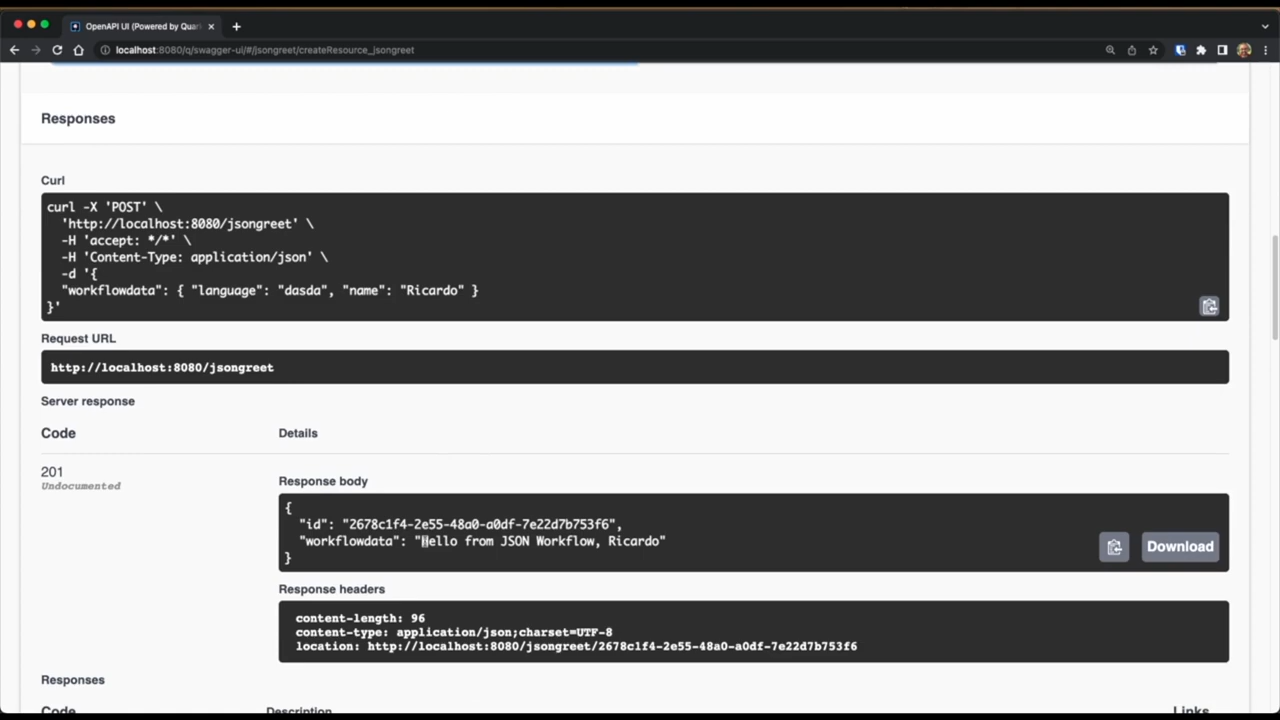 OpenAPI UI (Powered by Quar
localhost:8080/q/swagger-ui/#/jsongreet/createResource_jsongreet
Responses
Curl
curl -X 'POST' \
'http://localhost:8080/jsongreet' \
-H 'accept: */*' \
-H 'Content-Type: application/json' \
-d '{
"workflowdata": { "language": "dasda", "name": "Ricardo" }
}'
Request URL
http://localhost:8080/jsongreet
Server response
Code Details
201
Undocumented
Response body
{
"id": "2678c1f4-2e55-48a0-a0df-7e22d7b753f6",
"workflowdata": "Hello from JSON Workflow, Ricardo"
}
Download
Response headers
content-length: 96
content-type: application/json;charset=UTF-8
location: http://localhost:8080/jsongreet/2678c1f4-2e55-48a0-a0df-7e22d7b753f6
Responses
Code Description Links